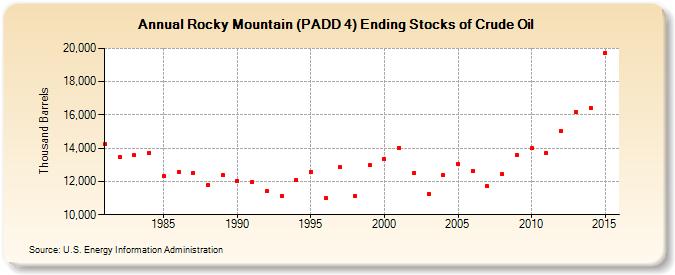 Annual Rocky Mountain (PADD 4) Ending Stocks of Crude Oil
Thousand Barrels
20,000
18,000
16,000
14,000
12,000
10,000
1985 1990 1995 2000 2005 2010 2015
Source: U.S. Energy Information Administration